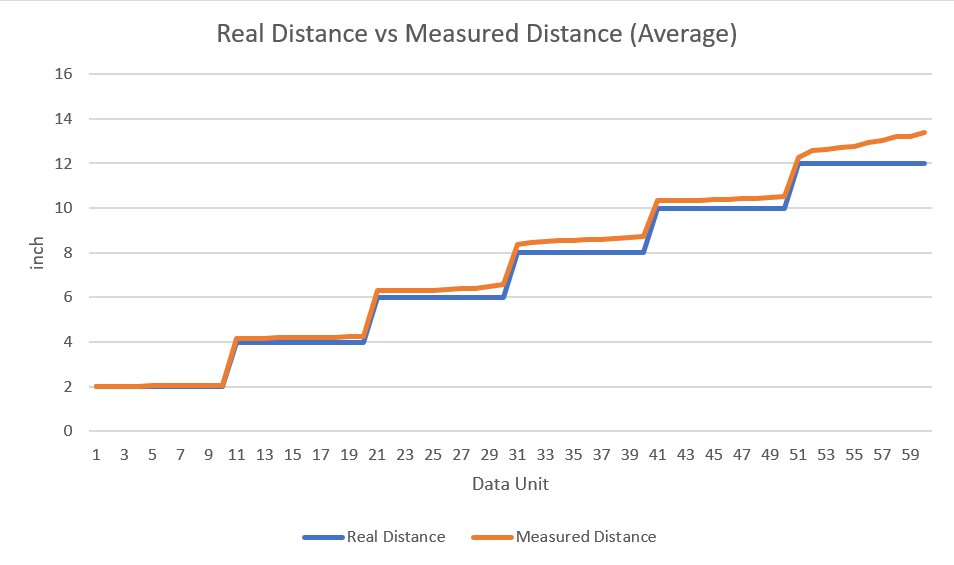 Real Distance vs Measured Distance (Average)
16
14
12
10
8
6
4
2
0
inch
1 3 5 7 9 11 13 15 17 19 21 23 25 27 29 31 33 35 37 39 41 43 45 47 49 51 53 55 57 59
Data Unit
Real Distance Measured Distance